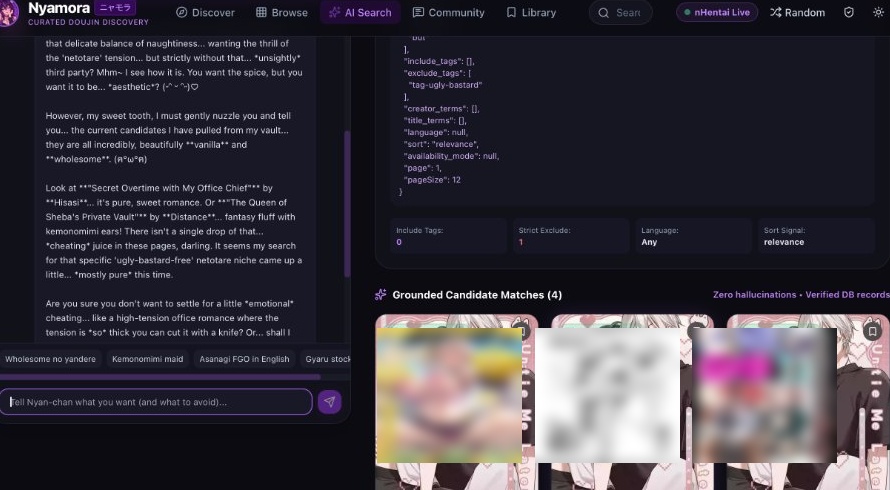 Nyamora ニャモラ
CURATED DOUJIN DISCOVERY
Discover
Browse
AI Search
Community
Library
Sear
nHentai Live
Random
that delicate balance of naughtiness... wanting the thrill of
the 'netorare' tension... but strictly without that... *unsightly*
third party? Mhm~ I see how it is. You want the spice, but you
want it to be... *aesthetic*?
However, my sweet tooth, I must gently nuzzle you and tell
you... the current candidates I have pulled from my vault...
they are all incredibly, beautifully **vanilla** and
**wholesome**. (ฅ^ω^ฅ)
Look at **"Secret Overtime with My Office Chief"** by
**Hisasi**... it's pure, sweet romance. Or **"The Queen of
Sheba's Private Vault"** by **Distance**... fantasy fluff with
kemonomimi ears! There isn't a single drop of that...
*cheating* juice in these pages, darling. It seems my search
for that specific 'ugly-bastard-free' netorare niche came up a
little... *mostly pure* this time.
Are you sure you don't want to settle for a little *emotional*
cheating... like a high-tension office romance where the
tension is *so* thick you can cut it with a knife? Or... shall I
Wholesome no yandere
Kemonomimi maid
Asanagi FGO in English
Gyaru stock
Tell Nyan-chan what you want (and what to avoid)...
"but"
],
"include_tags": [],
"exclude_tags": [
"tag-ugly-bastard"
],
"creator_terms": [],
"title_terms": [],
"language": null,
"sort": "relevance",
"availability_mode": null,
"page": 1,
"pageSize": 12
}
Include Tags:
0
Strict Exclude:
1
Language:
Any
Sort Signal:
relevance
Grounded Candidate Matches (4)
Zero hallucinations • Verified DB records